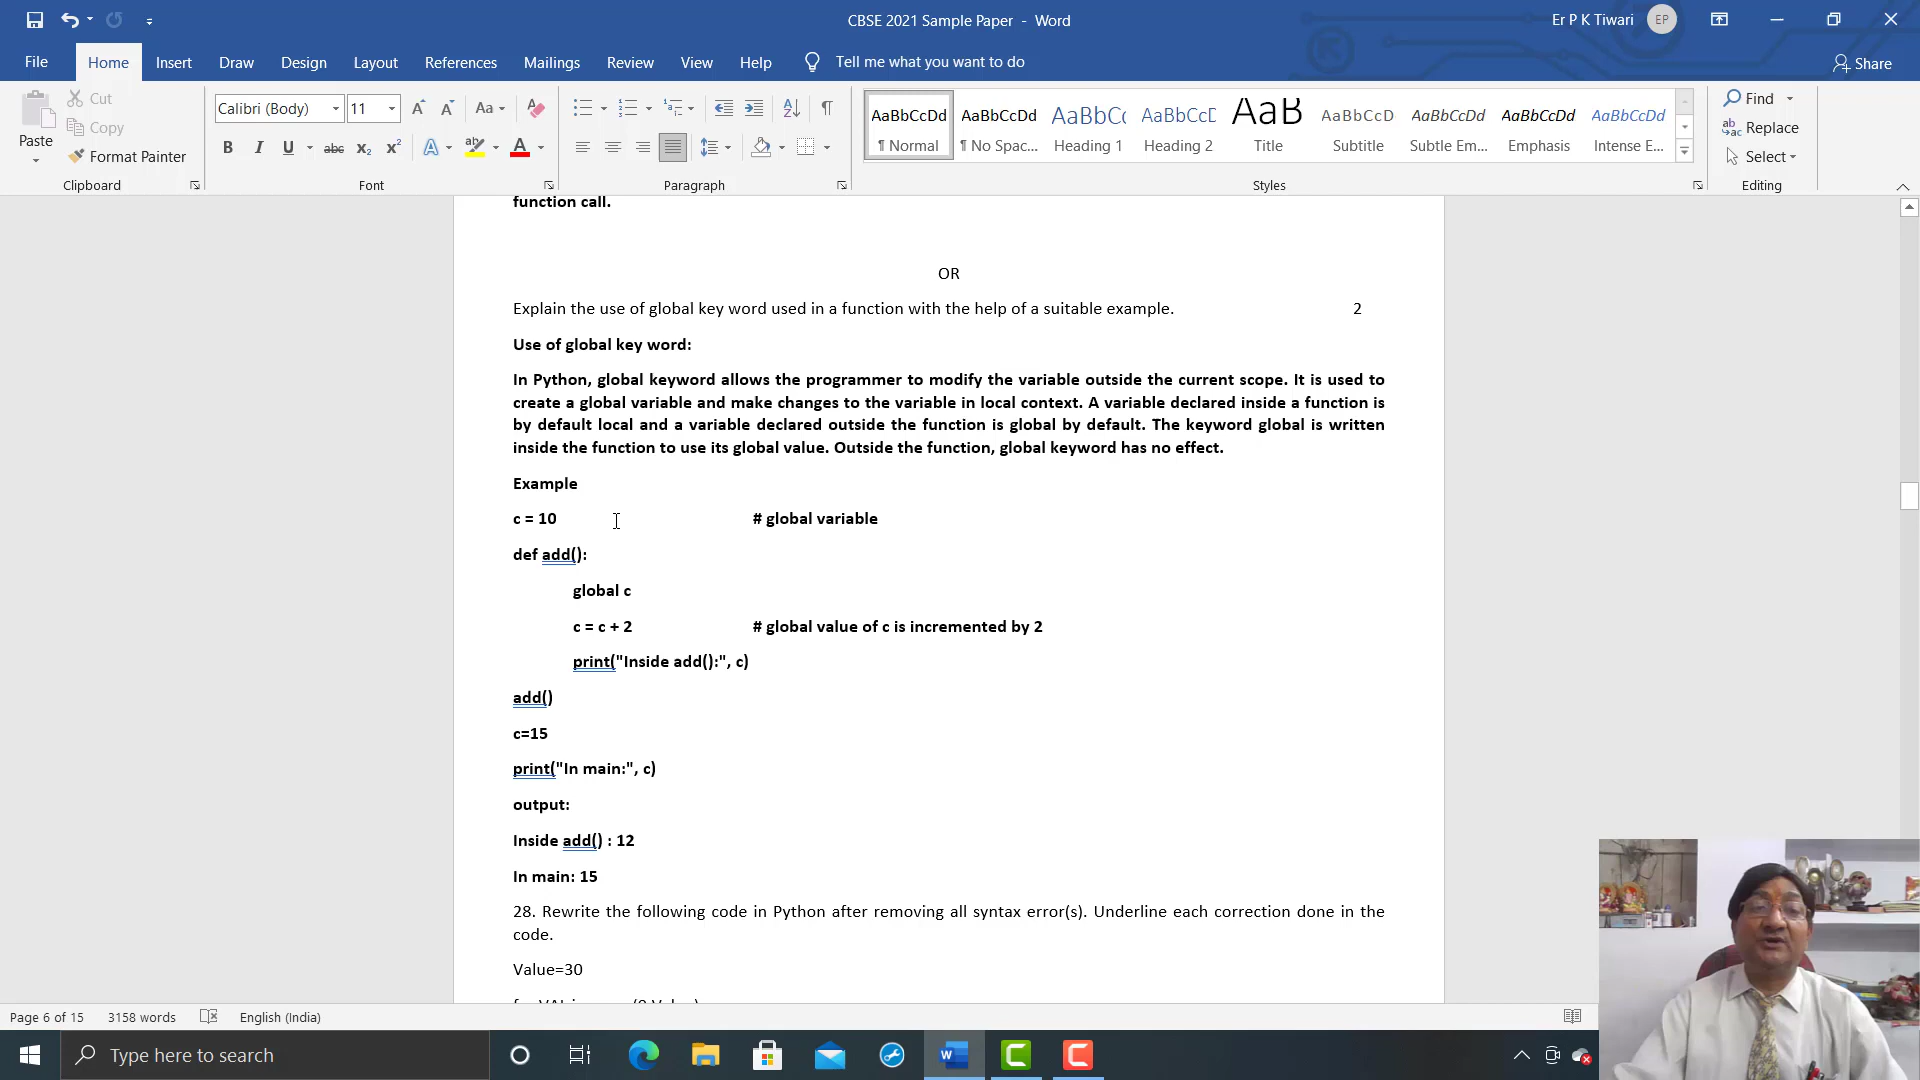 CBSE 2021 Sample Paper - Word
Er P K Tiwari
EP
File
Home
Insert
Draw
Design
Layout
References
Mailings
Review
View
Help
Tell me what you want to do
Share
Paste
Cut
Copy
Format Painter
Clipboard
Calibri (Body)
11
Font
Paragraph
AaBbCcDd
¶ Normal
AaBbCcDd
¶ No Spac...
AaBbCc
Heading 1
AaBbCcD
Heading 2
AaB
Title
AaBbCcD
Subtitle
AaBbCcDd
Subtle Em...
AaBbCcDd
Emphasis
AaBbCcDd
Intense E...
Styles
Find
Replace
Select
Editing
function call.
OR
Explain the use of global key word used in a function with the help of a suitable example. 2
Use of global key word:
In Python, global keyword allows the programmer to modify the variable outside the current scope. It is used to
create a global variable and make changes to the variable in local context. A variable declared inside a function is
by default local and a variable declared outside the function is global by default. The keyword global is written
inside the function to use its global value. Outside the function, global keyword has no effect.
Example
c = 10 # global variable
def add():
global c
c = c + 2 # global value of c is incremented by 2
print("Inside add():", c)
add()
c=15
print("In main:", c)
output:
Inside add() : 12
In main: 15
28. Rewrite the following code in Python after removing all syntax error(s). Underline each correction done in the
code.
Value=30
Page 6 of 15
3158 words
English (India)
Type here to search